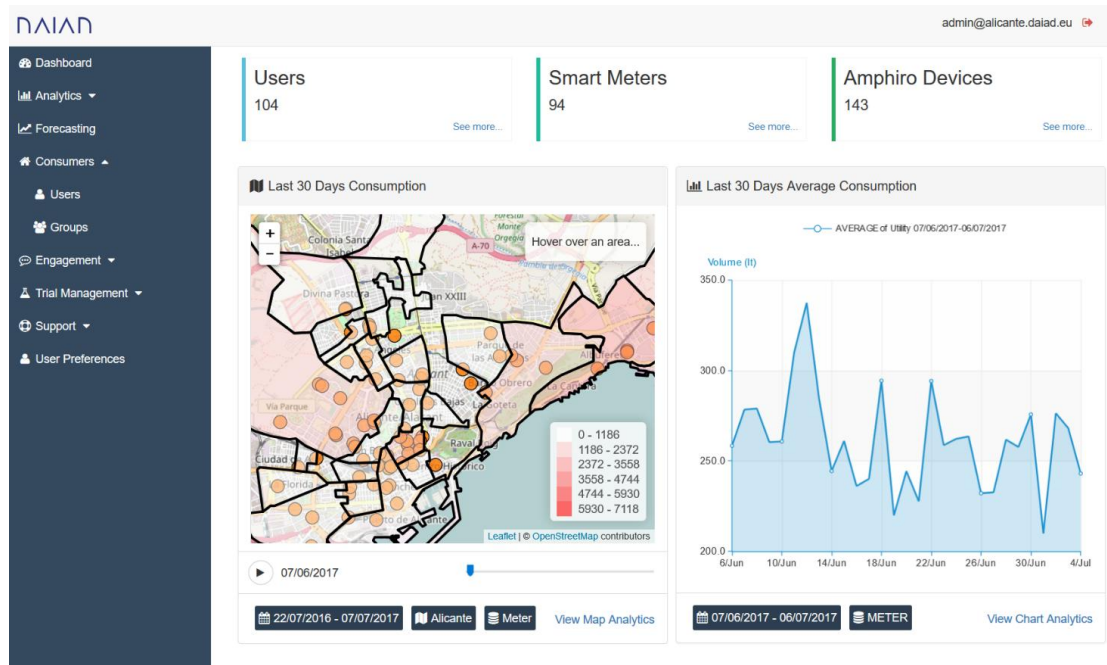 DAIAD
admin@alicante.daiad.eu
Dashboard
Analytics
Forecasting
Consumers
Users
Groups
Engagement
Trial Management
Support
User Preferences
Users
104
See more...
Smart Meters
94
See more...
Amphiro Devices
143
See more...
Last 30 Days Consumption
+
−
Hover over an area...
Colonia Santa
Isabel
A-70
Divina Pastora
Juan XXIII
Vía Parque
Parque de
Obrero
La Goteta
Raval
Ciudad
Florida
0 - 1186
1186 - 2372
2372 - 3558
3558 - 4744
4744 - 5930
5930 - 7118
Leaflet | © OpenStreetMap contributors
07/06/2017
22/07/2016 - 07/07/2017
Alicante
Meter
View Map Analytics
Last 30 Days Average Consumption
AVERAGE of Utility 07/06/2017-06/07/2017
Volume (lt)
350.0
300.0
250.0
200.0
6/Jun 10/Jun 14/Jun 18/Jun 22/Jun 26/Jun 30/Jun 4/Jul
07/06/2017 - 06/07/2017
METER
View Chart Analytics